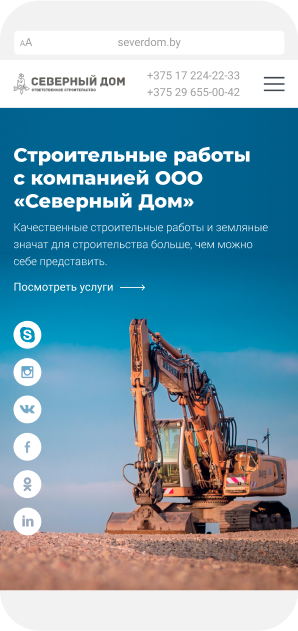 AA
severdom.by
СЕВЕРНЫЙ ДОМ
ОТВЕТСТВЕННОЕ СТРОИТЕЛЬСТВО
+375 17 224-22-33
+375 29 655-00-42
Строительные работы
с компанией ООО
«Северный Дом»
Качественные строительные работы и земляные
значат для строительства больше, чем можно
себе представить.
Посмотреть услуги